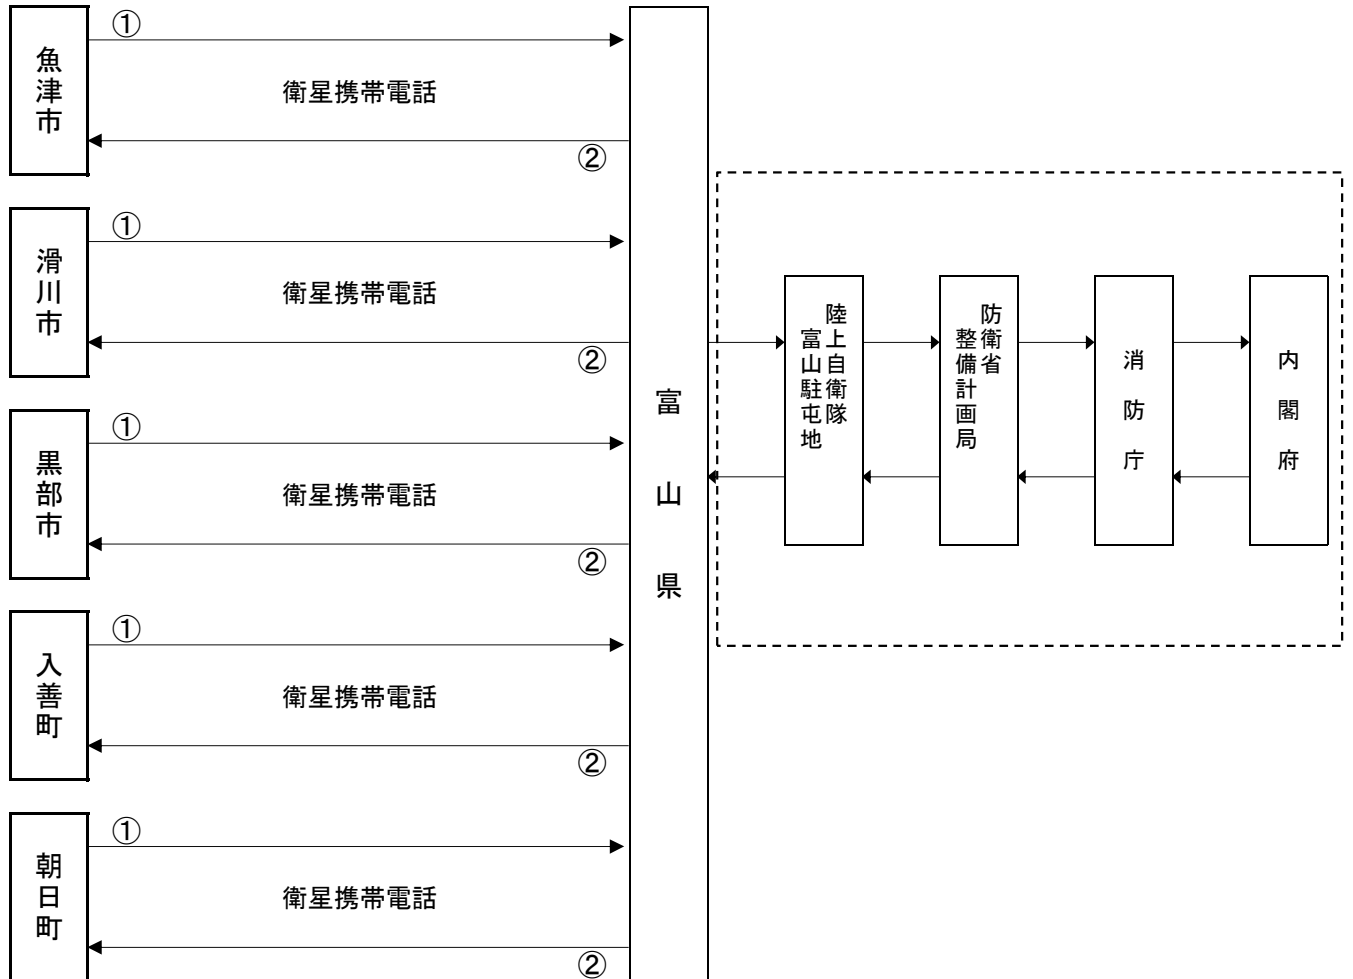 ①
魚津市
衛星携帯電話
②
①
滑川市
衛星携帯電話
②
①
黒部市
衛星携帯電話
②
①
入善町
衛星携帯電話
②
①
朝日町
衛星携帯電話
②
富山県
陸上自衛隊
富山駐屯地
防衛省
整備計画局
消防庁
内閣府